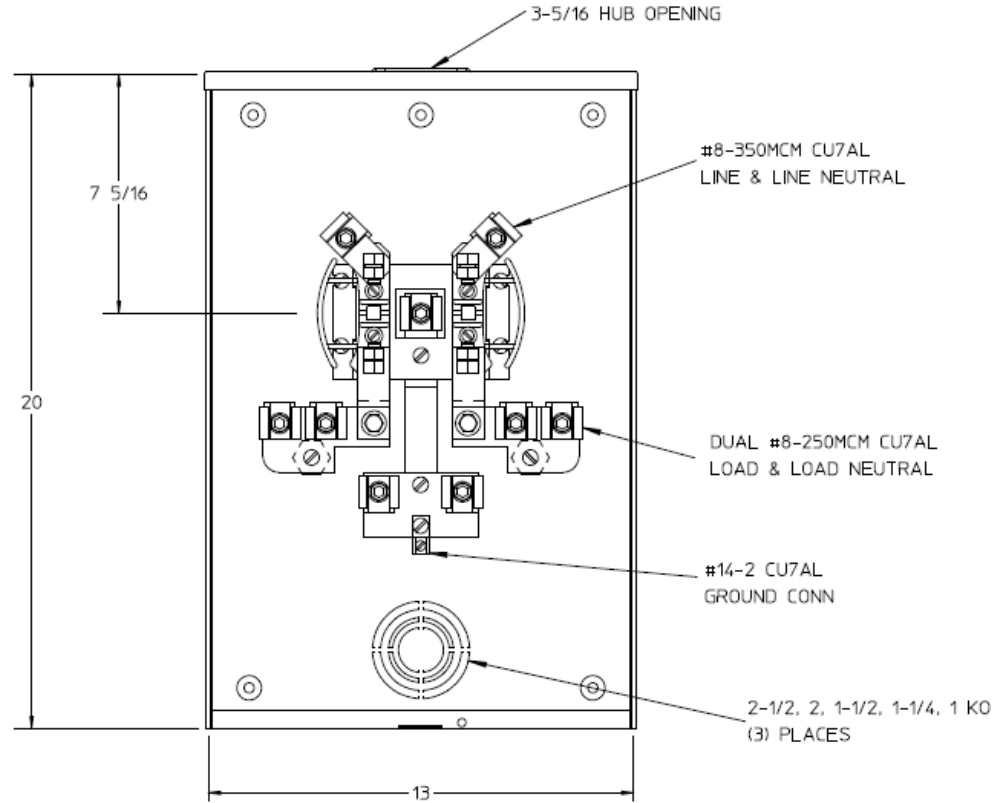 3-5/16 HUB OPENING
#8-350MCM CU7AL
LINE & LINE NEUTRAL
7 5/16
20
DUAL #8-250MCM CU7AL
LOAD & LOAD NEUTRAL
#14-2 CU7AL
GROUND CONN
2-1/2, 2, 1-1/2, 1-1/4, 1 KO
(3) PLACES
13